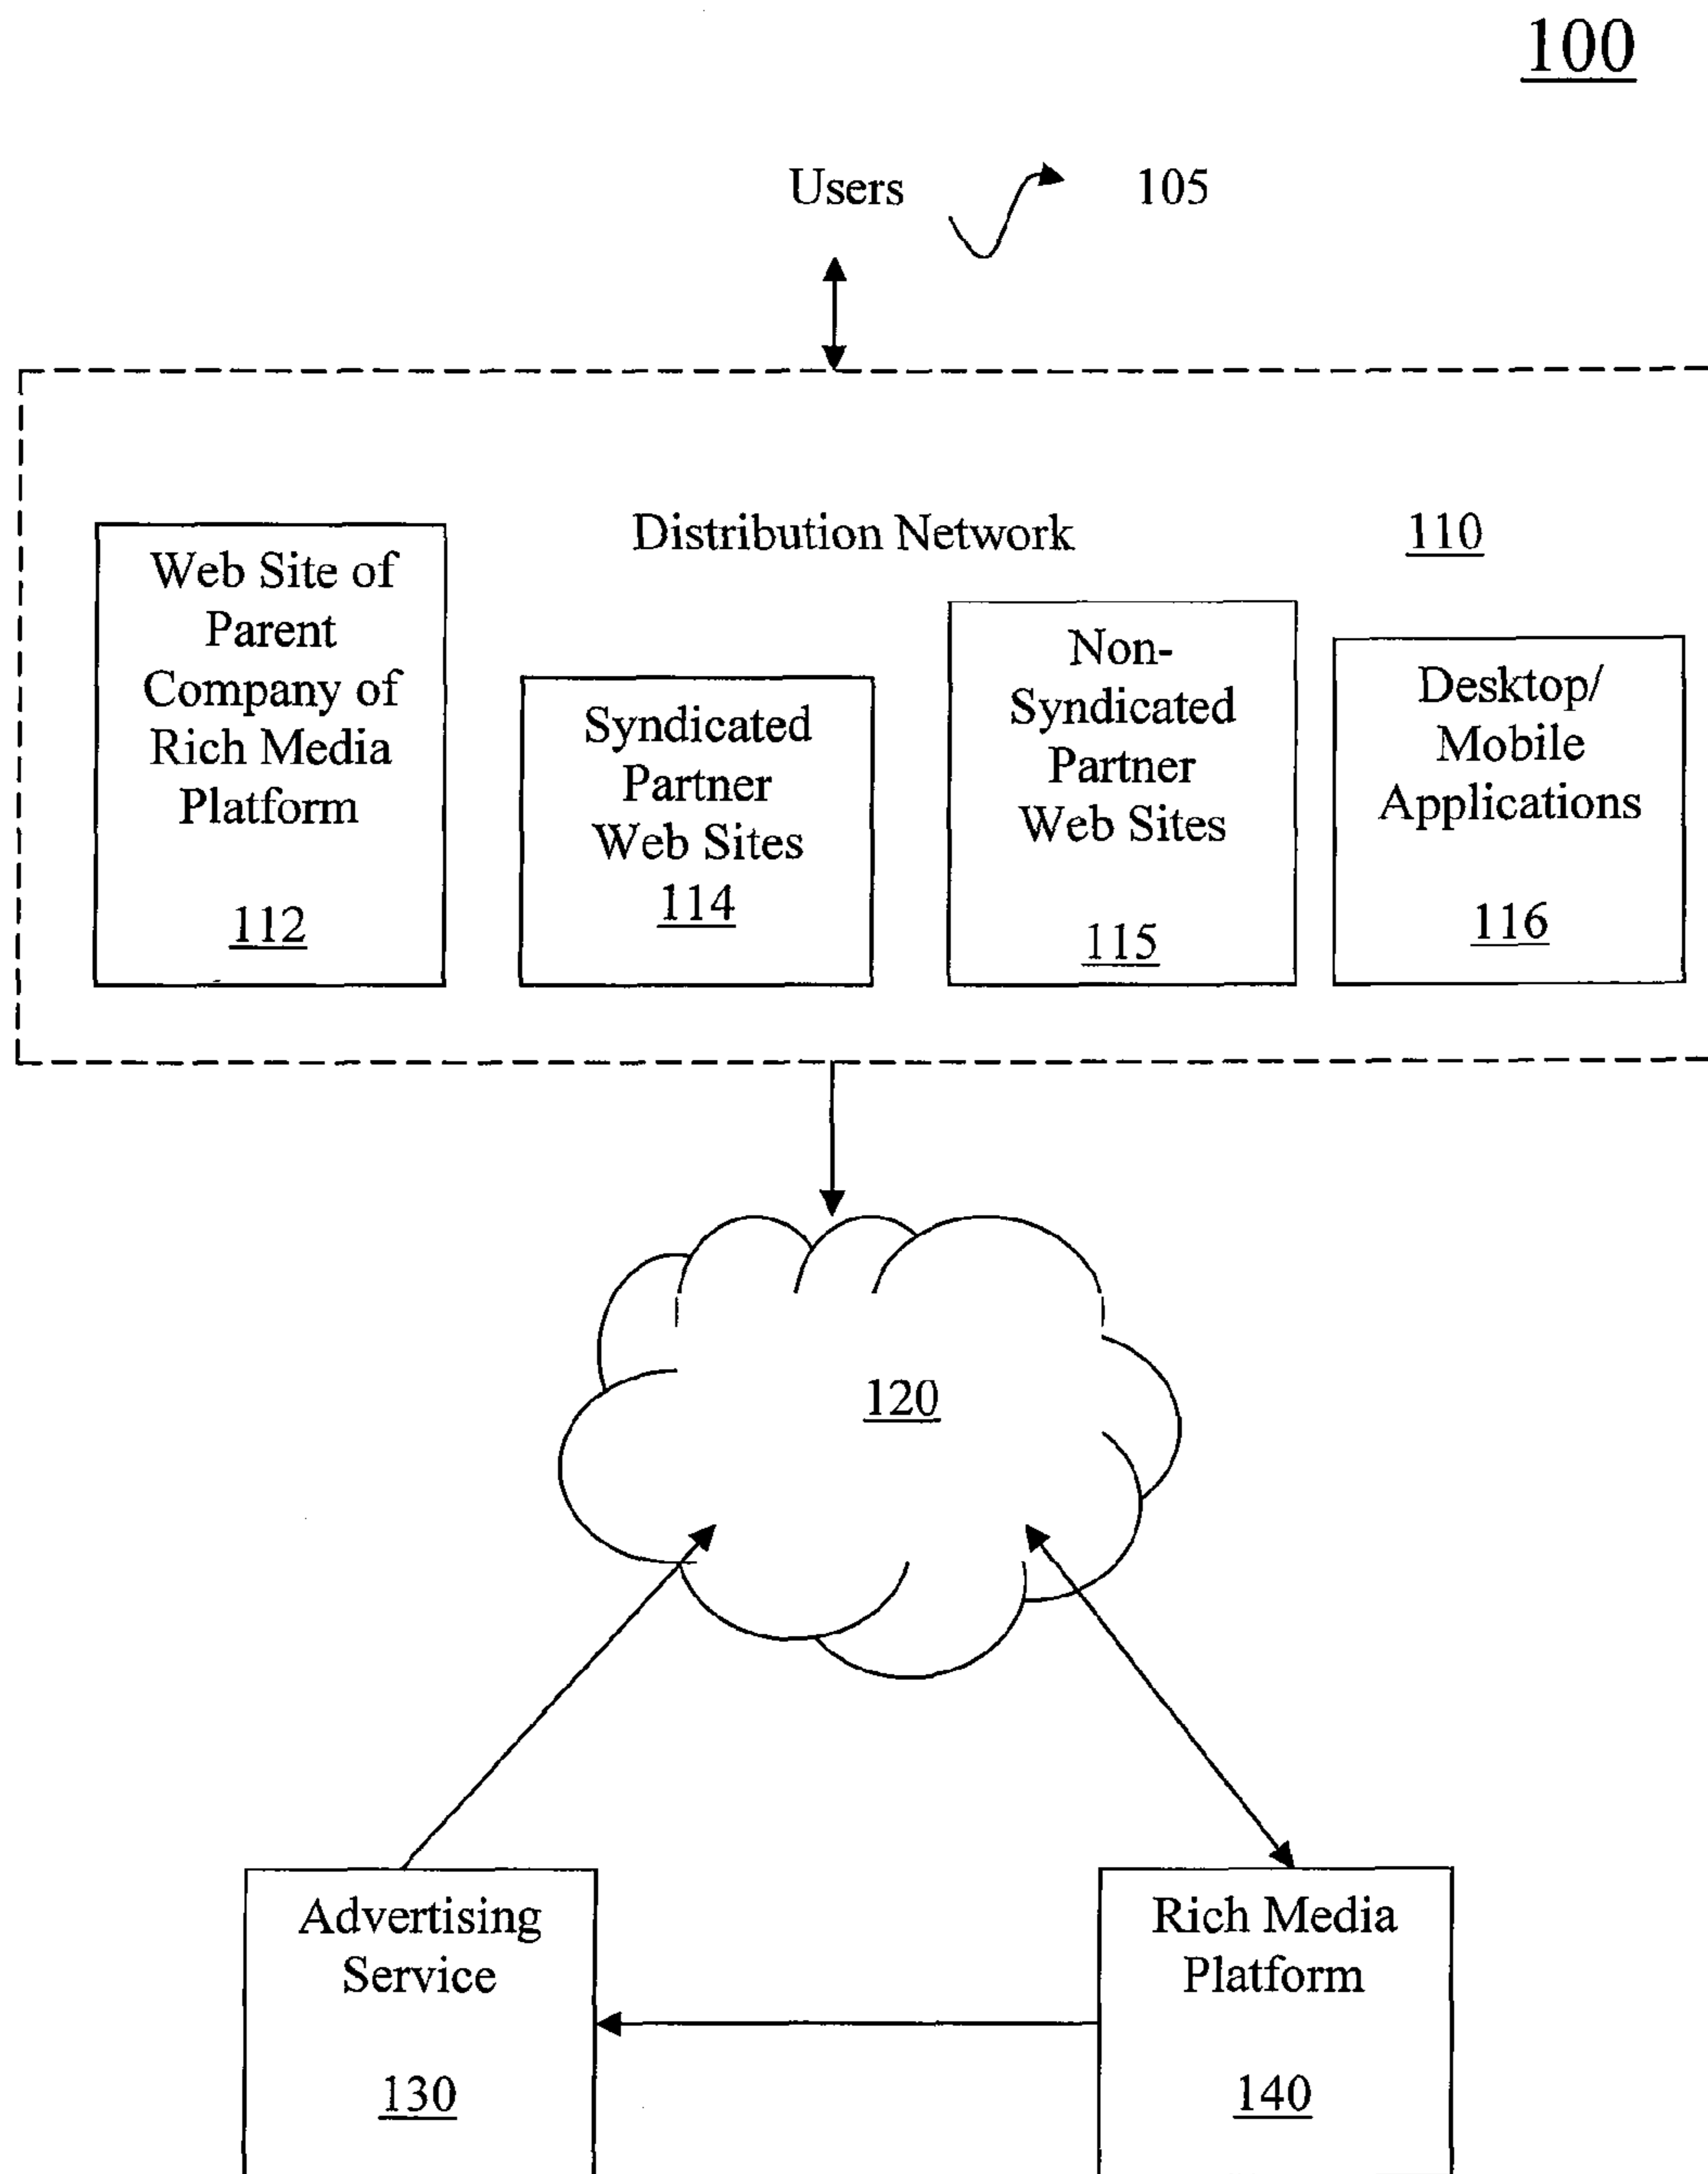 100
Users 105
Distribution Network 110
Web Site of
Parent
Company of
Rich Media
Platform
112
Syndicated
Partner
Web Sites
114
Non-
Syndicated
Partner
Web Sites
115
Desktop/
Mobile
Applications
116
120
Advertising
Service
130
Rich Media
Platform
140